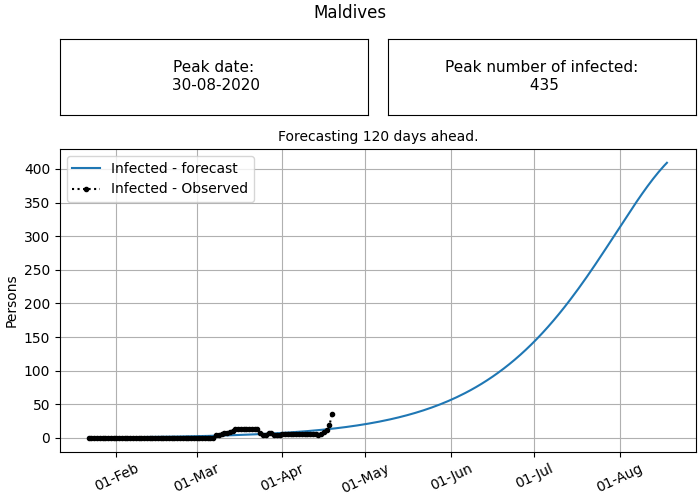 Maldives
Peak date:
30-08-2020
Peak number of infected:
435
Forecasting 120 days ahead.
Infected - forecast
Infected - Observed
Persons
400
350
300
250
200
150
100
50
0
01-Feb
01-Mar
01-Apr
01-May
01-Jun
01-Jul
01-Aug